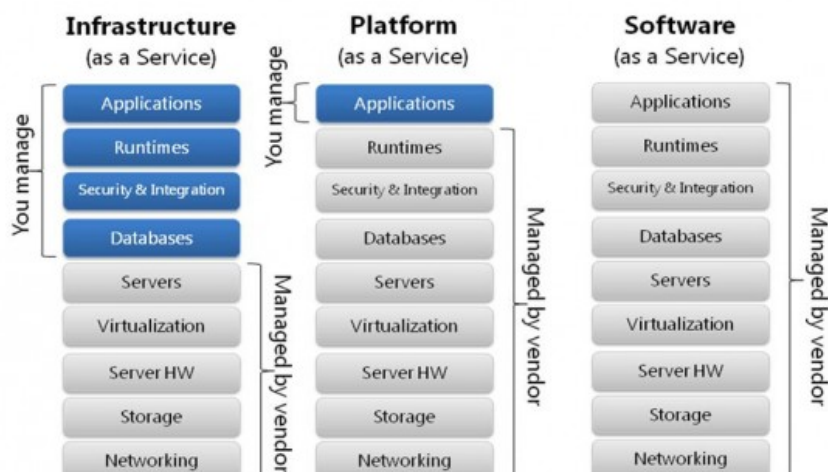 Infrastructure
(as a Service)
You manage
Applications
Runtimes
Security & Integration
Databases
Servers
Virtualization
Server HW
Storage
Networking
Managed by vendor
Platform
(as a Service)
You manage
Applications
Runtimes
Security & Integration
Databases
Servers
Virtualization
Server HW
Storage
Networking
Managed by vendor
Software
(as a Service)
Applications
Runtimes
Security & Integration
Databases
Servers
Virtualization
Server HW
Storage
Networking
Managed by vendor